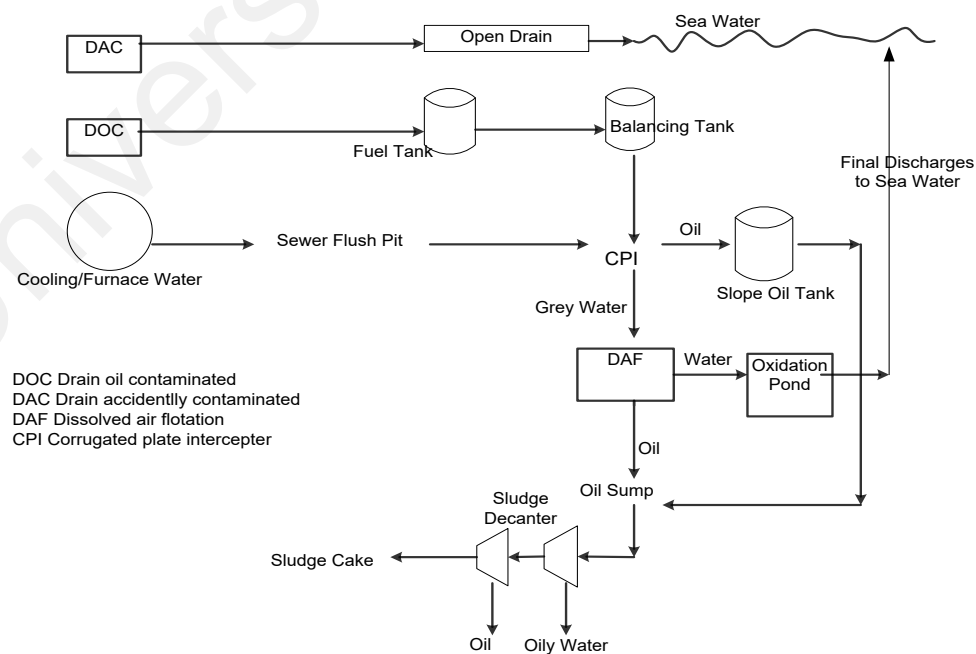 Sea Water
DAC
Open Drain
DOC
Fuel Tank
Balancing Tank
Final Discharges
to Sea Water
Sewer Flush Pit
Oil
CPI
Cooling/Furnace Water
Slope Oil Tank
Grey Water
DAF
Water
Oxidation
Pond
DOC Drain oil contaminated
DAC Drain accidentlly contaminated
DAF Dissolved air flotation
CPI Corrugated plate intercepter
Oil
Oil Sump
Sludge
Decanter
Sludge Cake
Oil
Oily Water